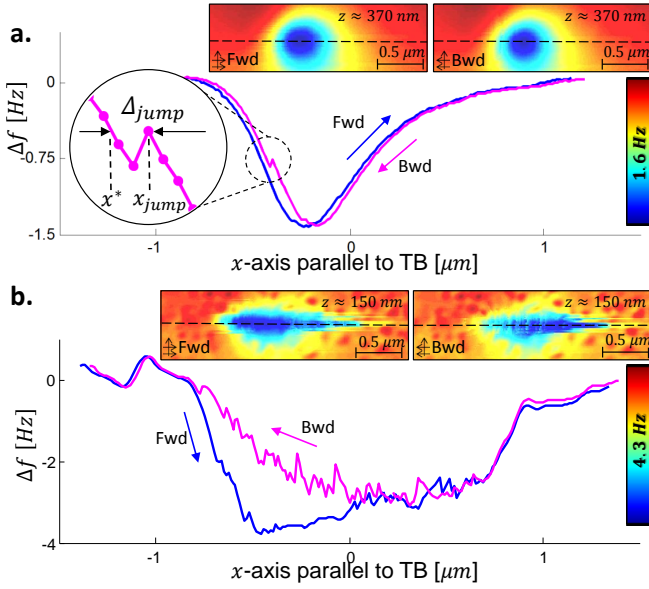 a.
z ≈ 370 nm
Fwd
0.5 μm
z ≈ 370 nm
Bwd
0.5 μm
Δf [Hz]
0
-0.75
-1.5
Δjump
x*
xjump
Fwd
Bwd
1.6 Hz
-1
0
1
x-axis parallel to TB [μm]
b.
z ≈ 150 nm
Fwd
0.5 μm
z ≈ 150 nm
Bwd
0.5 μm
Δf [Hz]
0
-2
-4
Fwd
Bwd
4.3 Hz
-1
0
1
x-axis parallel to TB [μm]